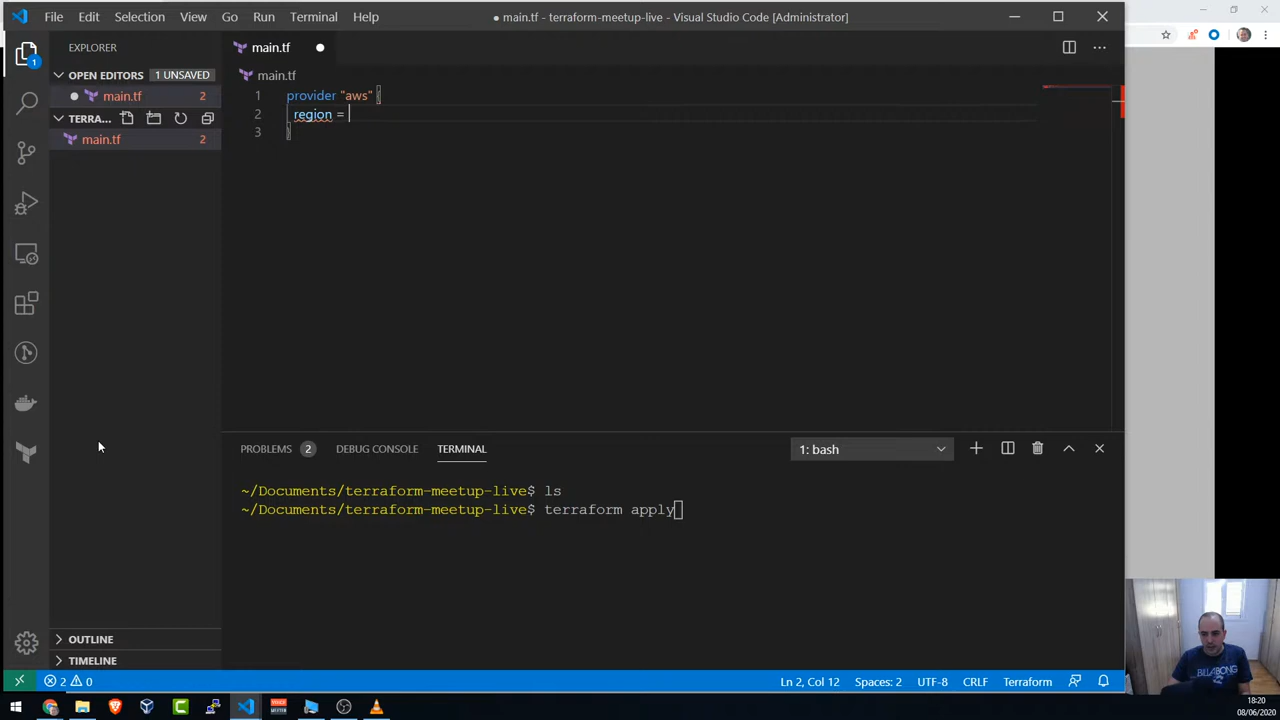 File Edit Selection View Go Run Terminal Help
● main.tf - terraform-meetup-live - Visual Studio Code [Administrator]
EXPLORER
OPEN EDITORS 1 UNSAVED
main.tf 2
TERRA...
main.tf 2
1
OUTLINE
TIMELINE
main.tf
main.tf
1 provider "aws" {
2 region =
3 }
PROBLEMS 2 DEBUG CONSOLE TERMINAL
1: bash
~/Documents/terraform-meetup-live$ ls
~/Documents/terraform-meetup-live$ terraform apply
2 0
Ln 2, Col 12 Spaces: 2 UTF-8 CRLF Terraform
BILLABONG
18:20
08/06/2020